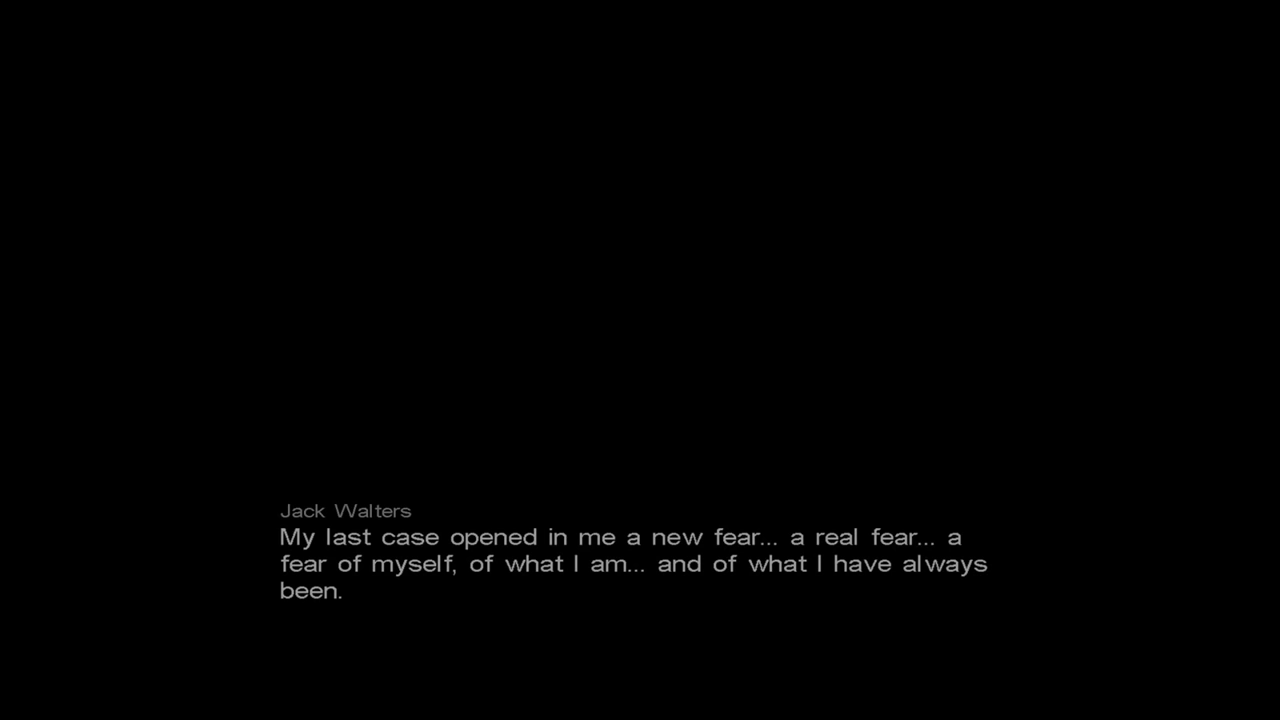 Jack Walters
My last case opened in me a new fear... a real fear... a
fear of myself, of what I am... and of what I have always
been.